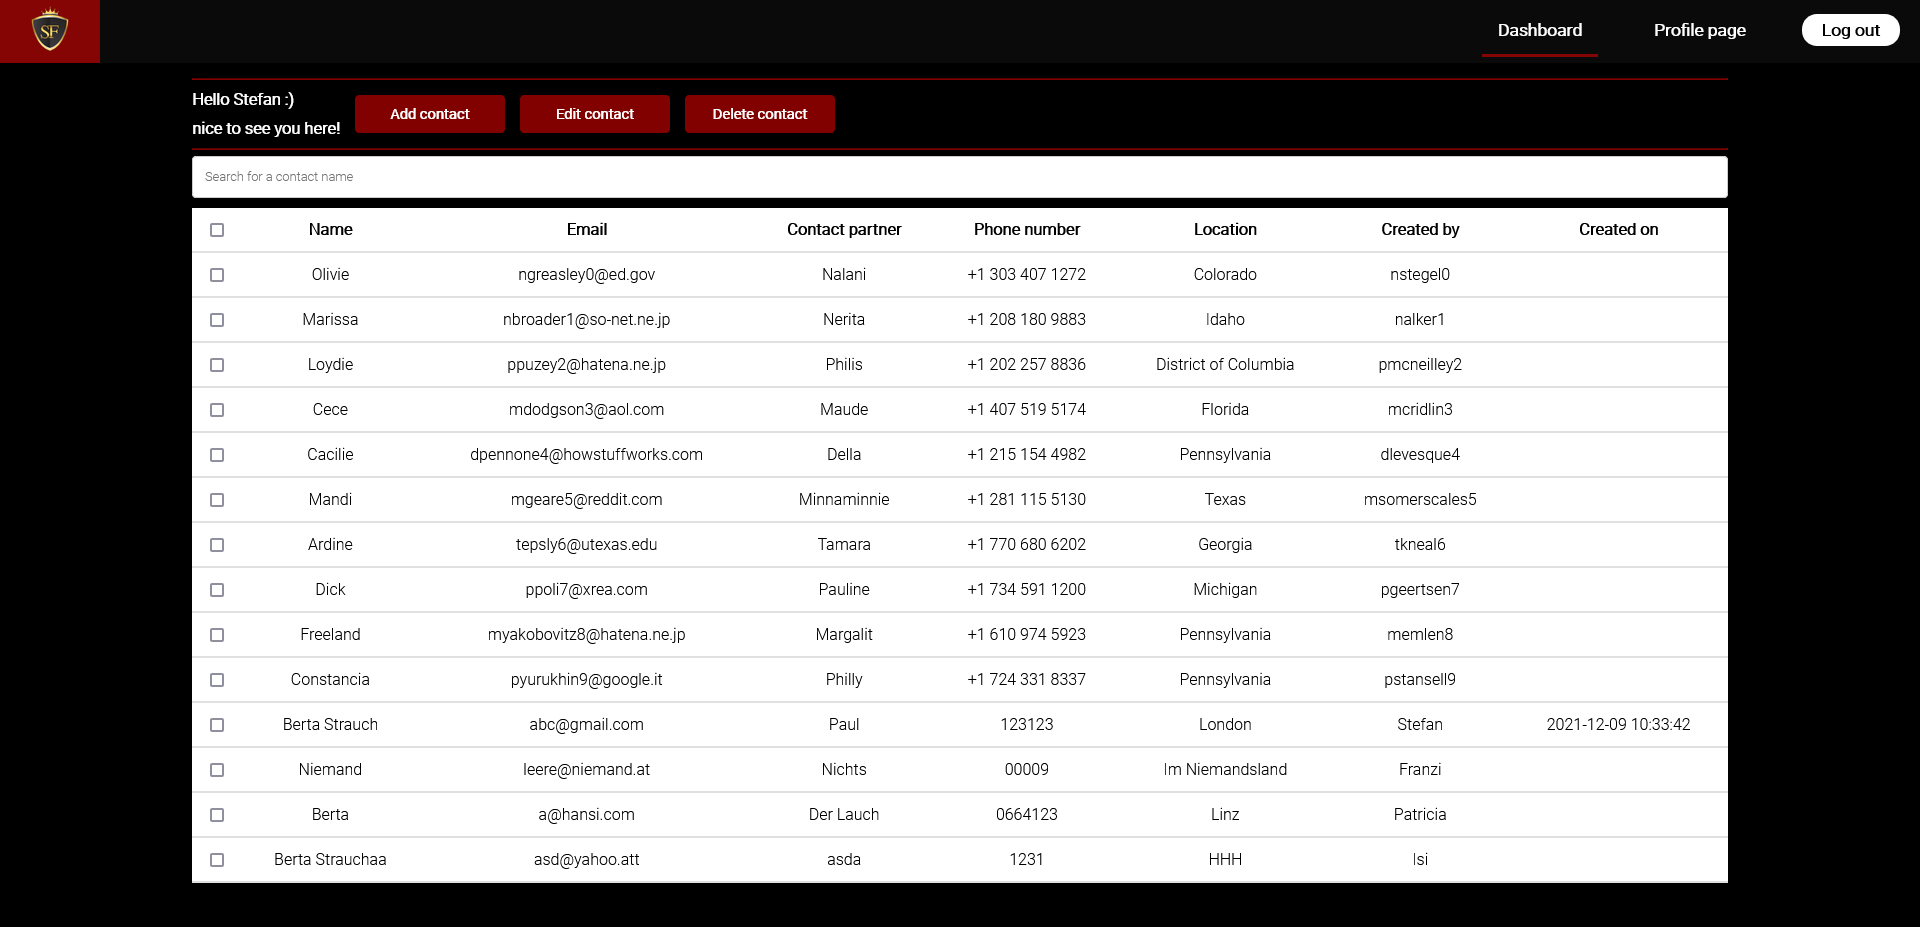 SF
Dashboard Profile page Log out
Hello Stefan :)
nice to see you here!
Add contact Edit contact Delete contact
Search for a contact name
Name Email Contact partner Phone number Location Created by Created on
Olivie ngreasley0@ed.gov Nalani +1 303 407 1272 Colorado nstegel0
Marissa nbroader1@so-net.ne.jp Nerita +1 208 180 9883 Idaho nalker1
Loydie ppuzey2@hatena.ne.jp Philis +1 202 257 8836 District of Columbia pmcneilley2
Cece mdodgson3@aol.com Maude +1 407 519 5174 Florida mcridlin3
Cacilie dpennone4@howstuffworks.com Della +1 215 154 4982 Pennsylvania dlevesque4
Mandi mgeare5@reddit.com Minnaminnie +1 281 115 5130 Texas msomerscales5
Ardine tepsly6@utexas.edu Tamara +1 770 680 6202 Georgia tkneal6
Dick ppoli7@xrea.com Pauline +1 734 591 1200 Michigan pgeertsen7
Freeland myakobovitz8@hatena.ne.jp Margalit +1 610 974 5923 Pennsylvania memlen8
Constancia pyurukhin9@google.it Philly +1 724 331 8337 Pennsylvania pstansell9
Berta Strauch abc@gmail.com Paul 123123 London Stefan 2021-12-09 10:33:42
Niemand leere@niemand.at Nichts 00009 Im Niemandsland Franzi
Berta a@hansi.com Der Lauch 0664123 Linz Patricia
Berta Strauchaa asd@yahoo.att asda 1231 HHH Isi